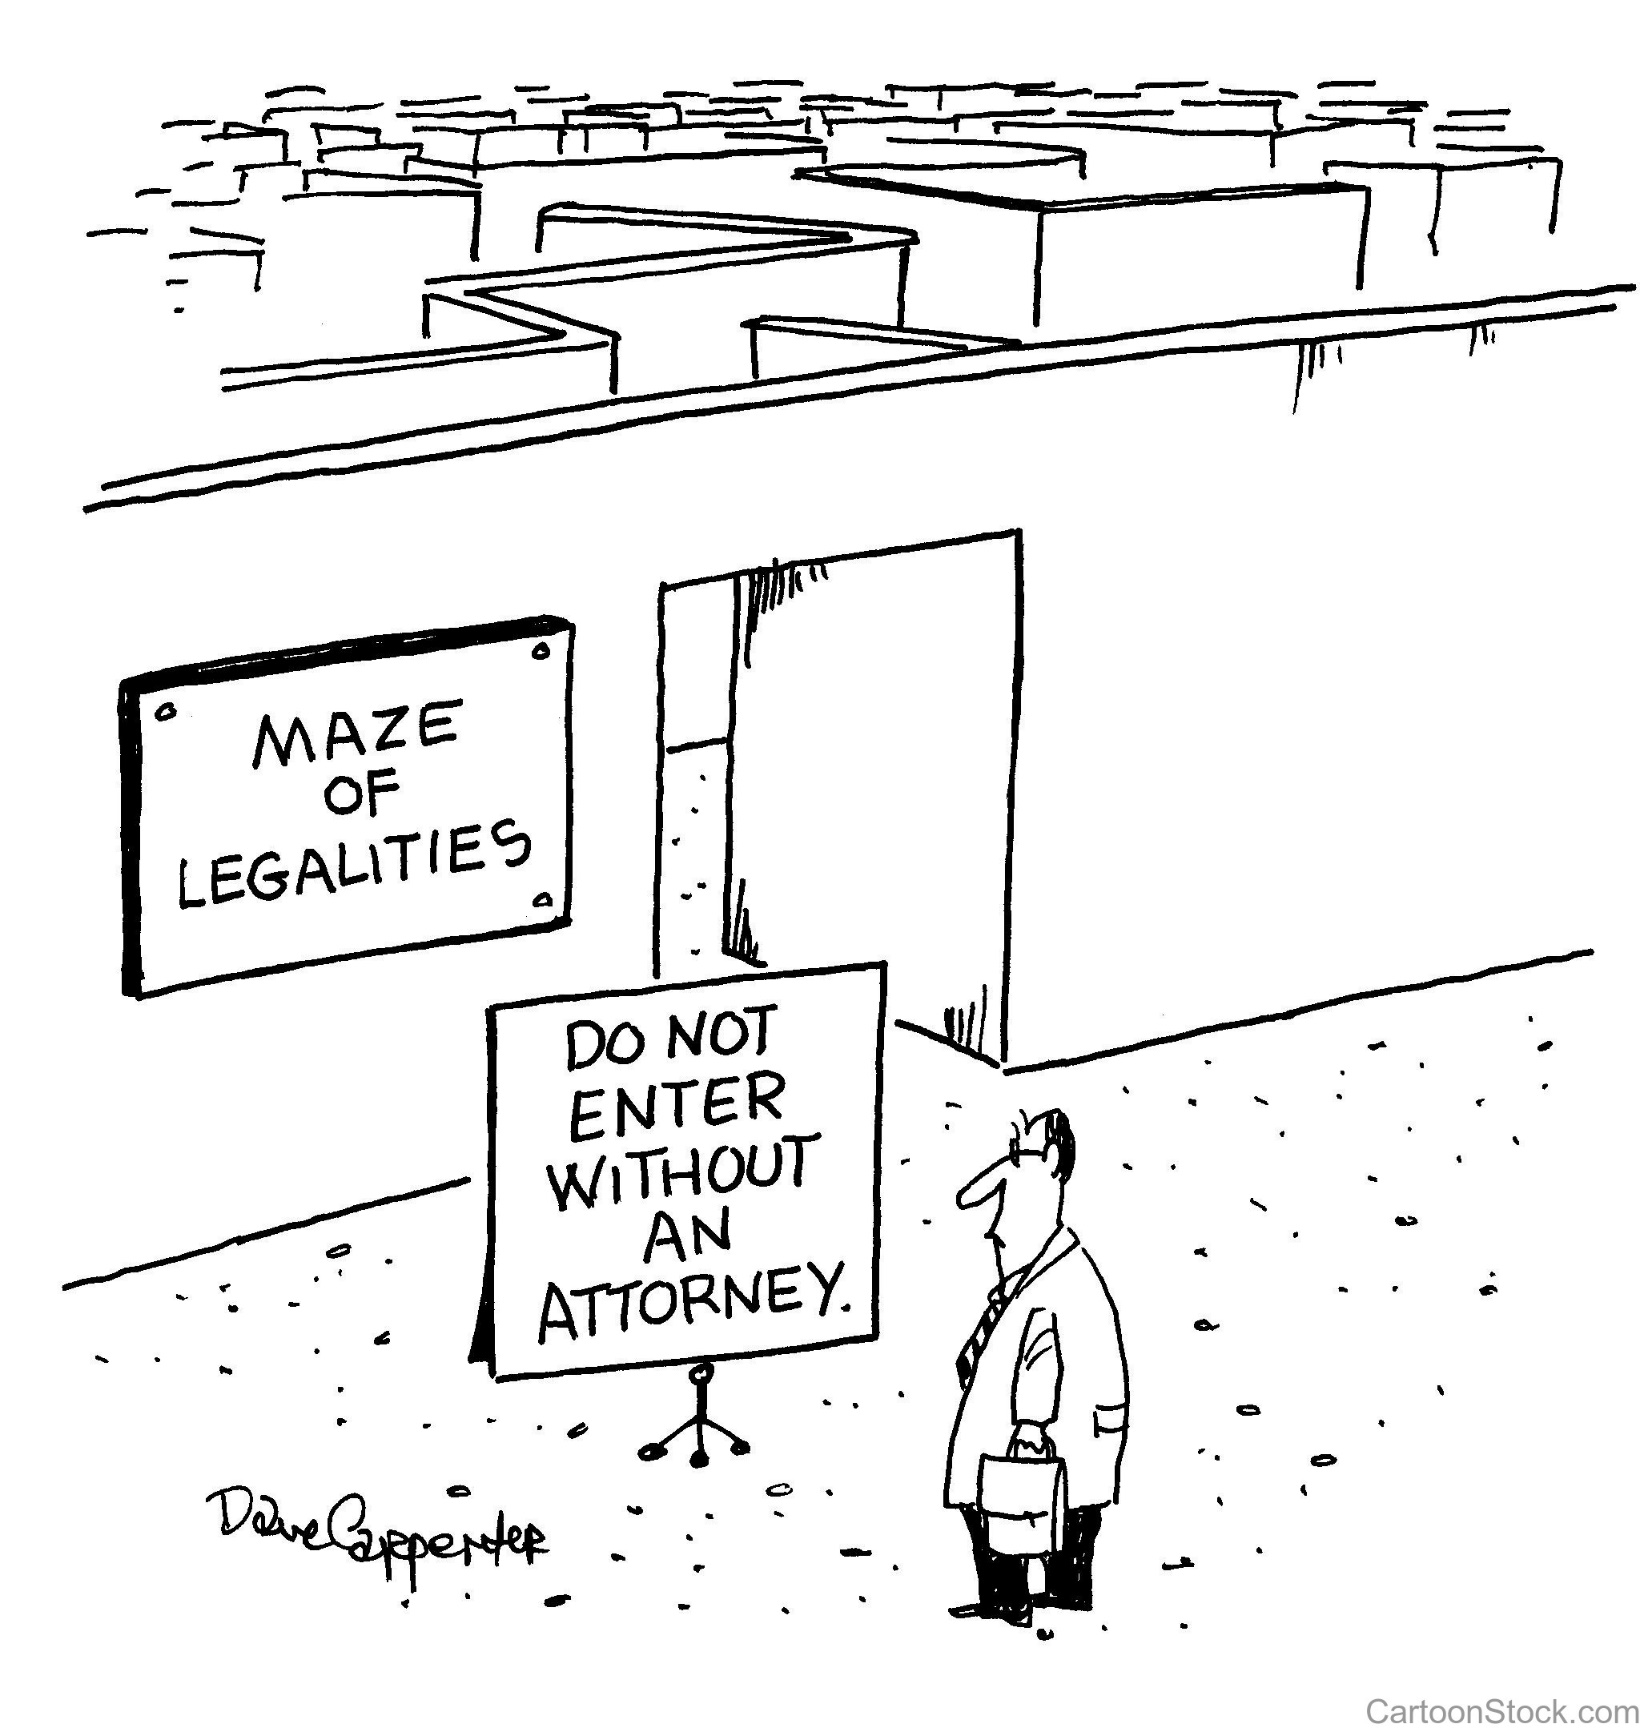 MAZE
OF
LEGALITIES
DO NOT
ENTER
WITHOUT
AN
ATTORNEY.
Dave Carpenter
CartoonStock.com